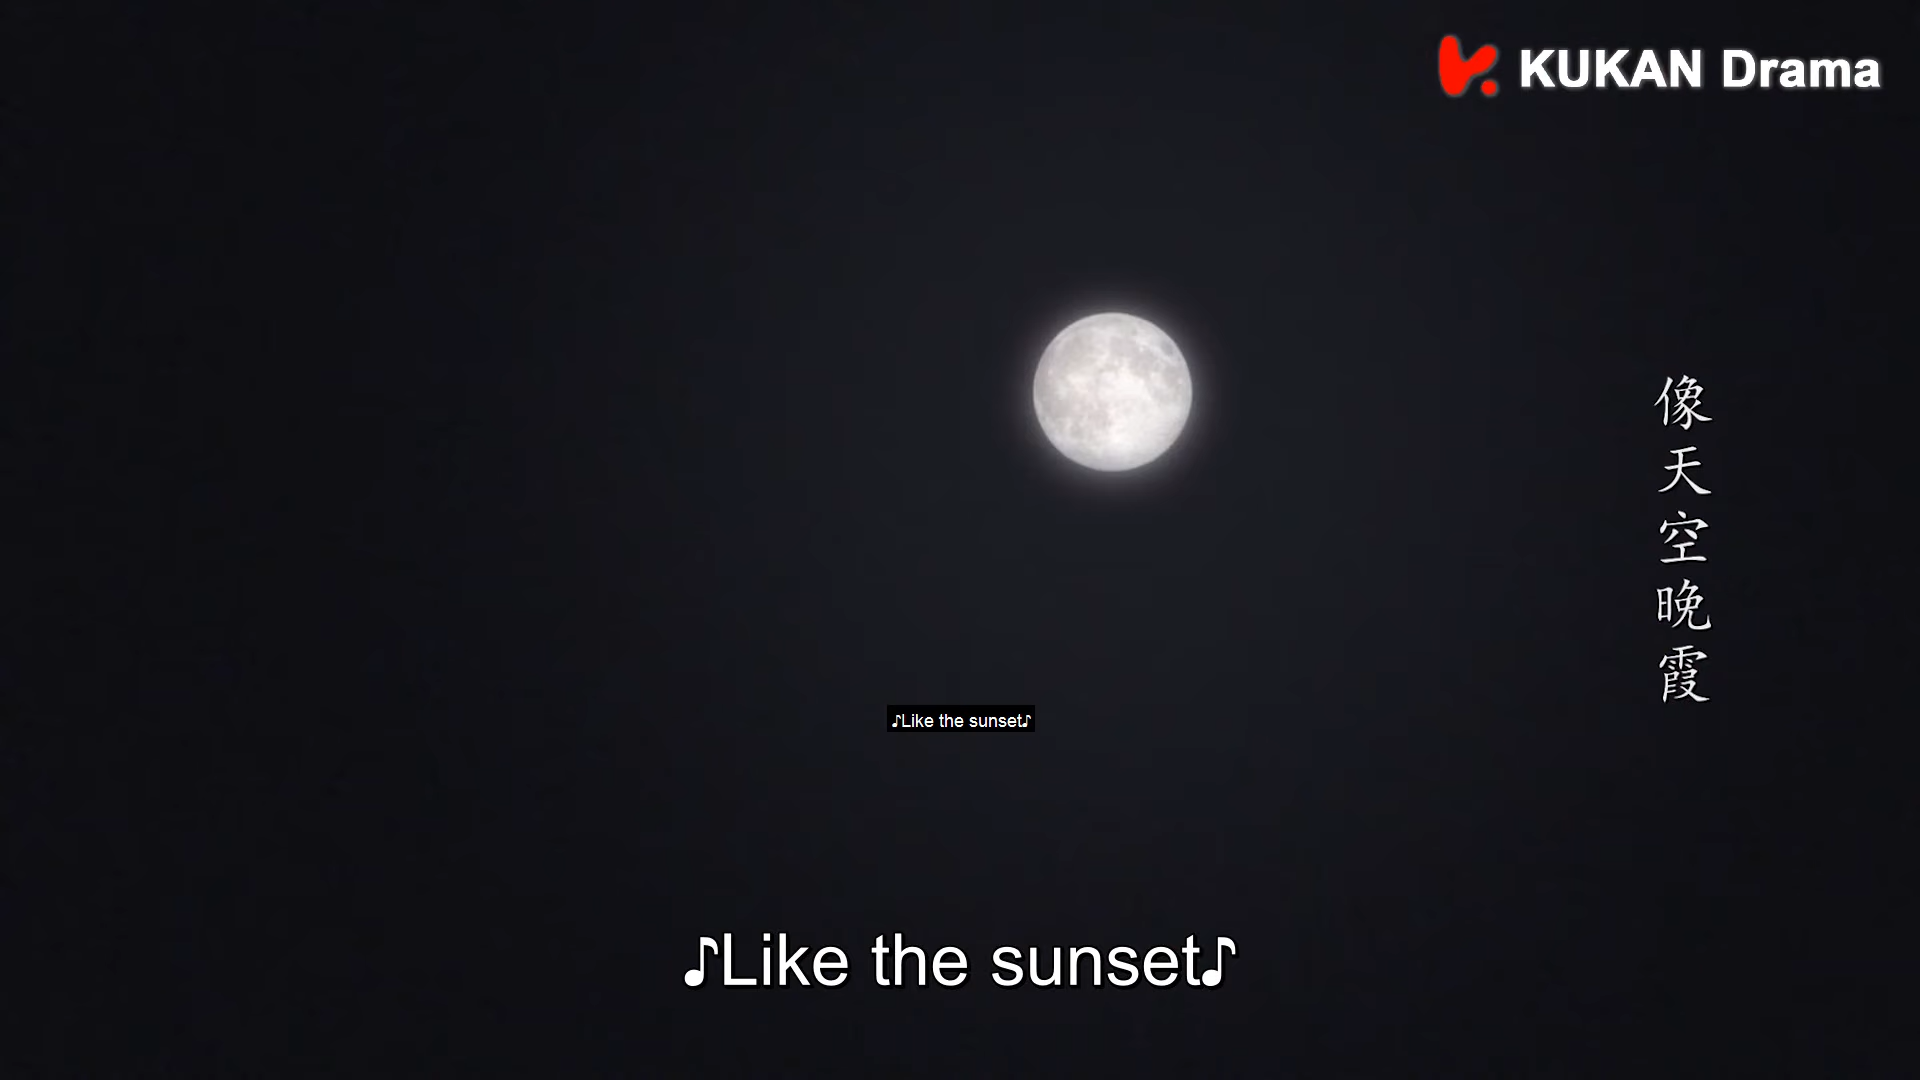 KUKAN Drama
像天空晚霞
♪Like the sunset♪
♪Like the sunset♪